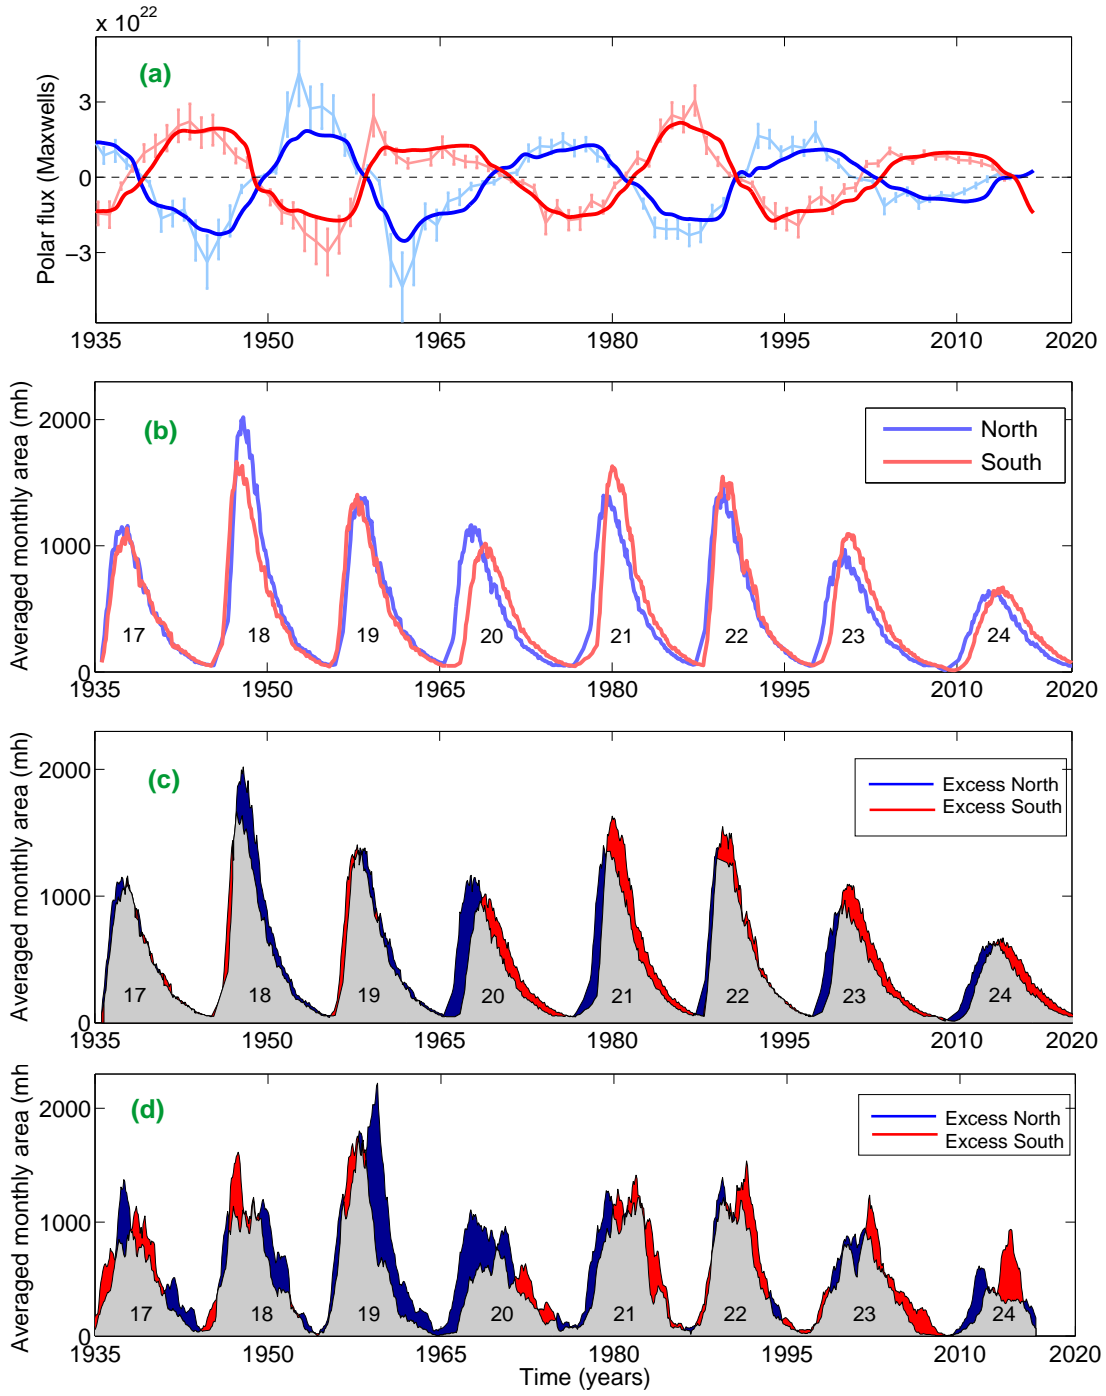 x 10^22
(a)
Polar flux (Maxwells)
3
0
−3
1935 1950 1965 1980 1995 2010 2020
(b)
Averaged monthly area (mh)
2000
1000
0
North
South
17 18 19 20 21 22 23 24
1935 1950 1965 1980 1995 2010 2020
(c)
Averaged monthly area (mh)
2000
1000
0
Excess North
Excess South
17 18 19 20 21 22 23 24
1935 1950 1965 1980 1995 2010 2020
(d)
Averaged monthly area (mh
2000
1000
0
Excess North
Excess South
17 18 19 20 21 22 23 24
1935 1950 1965 1980 1995 2010 2020
Time (years)